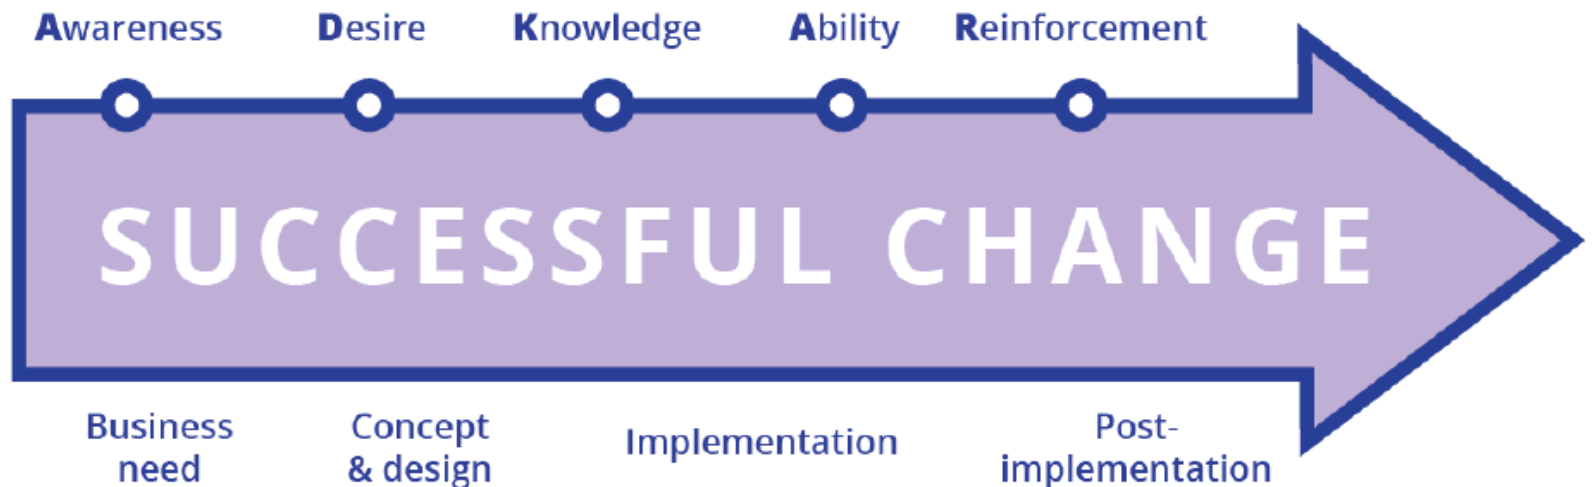 Awareness Desire Knowledge Ability Reinforcement
SUCCESSFUL CHANGE
Business need
Concept & design
Implementation
Post-implementation